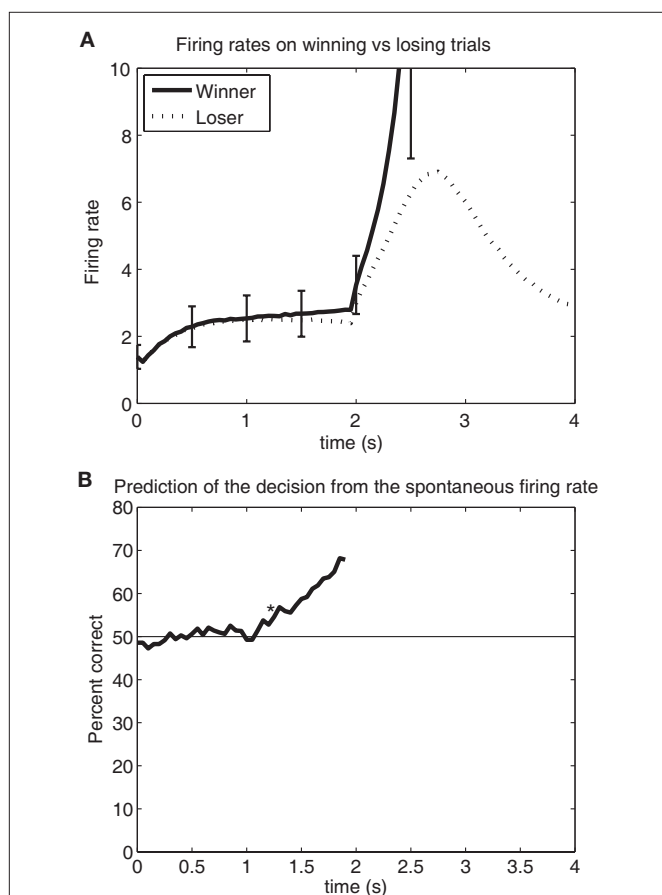 A
Firing rates on winning vs losing trials
10
8
6
4
2
0
Firing rate
Winner
Loser
0 1 2 3 4
time (s)
B
Prediction of the decision from the spontaneous firing rate
80
70
60
50
40
30
20
10
0
Percent correct
*
0 0.5 1 1.5 2 2.5 3 3.5 4
time (s)